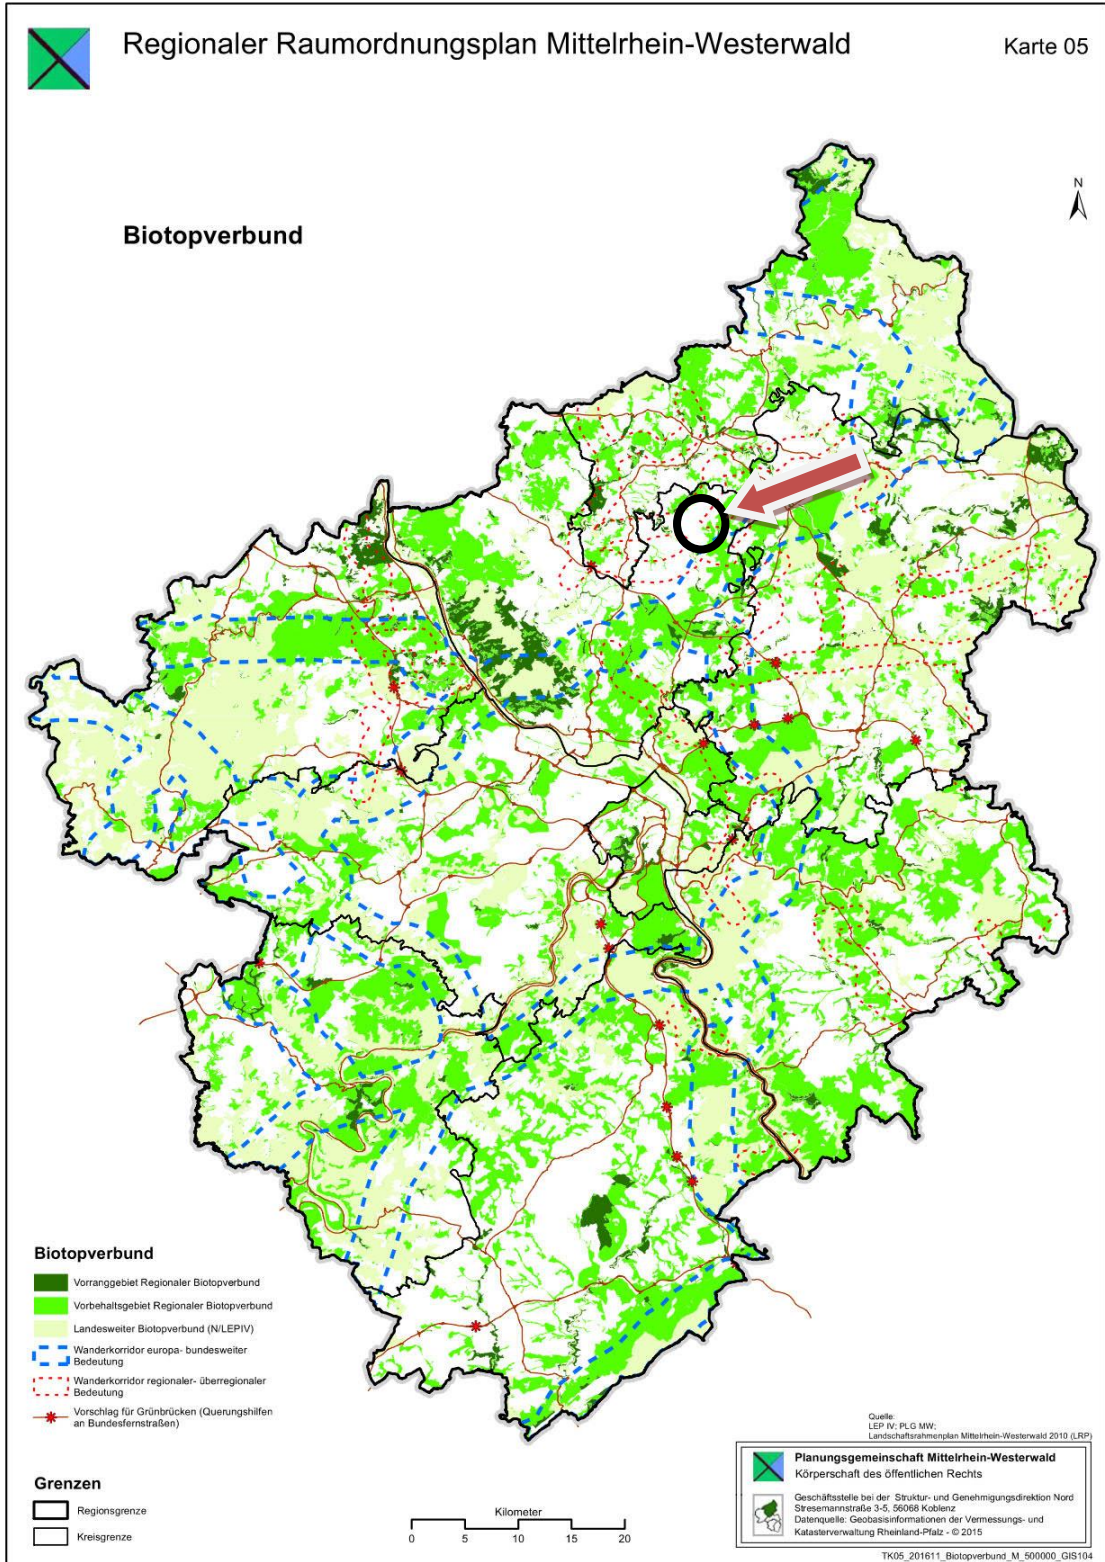 Regionaler Raumordnungsplan Mittelrhein-Westerwald
Karte 05
N
Biotopverbund
Biotopverbund
Vorranggebiet Regionaler Biotopverbund
Vorbehaltsgebiet Regionaler Biotopverbund
Landesweiter Biotopverbund (N/LEPIV)
Wanderkorridor europa- bundesweiter
Bedeutung
Wanderkorridor regionaler- überregionaler
Bedeutung
Vorschlag für Grünbrücken (Querungshilfen
an Bundesfernstraßen)
Grenzen
Regionsgrenze
Kreisgrenze
Kilometer
0 5 10 15 20
Quelle:
LEP IV; PLG MW;
Landschaftsrahmenplan Mittelrhein-Westerwald 2010 (LRP)
Planungsgemeinschaft Mittelrhein-Westerwald
Körperschaft des öffentlichen Rechts
Geschäftsstelle bei der Struktur- und Genehmigungsdirektion Nord
Stresemannstraße 3-5, 56068 Koblenz
Datenquelle: Geobasisinformationen der Vermessungs- und
Katasterverwaltung Rheinland-Pfalz - © 2015
TK05_201611_Biotopverbund_M_500000_GIS104